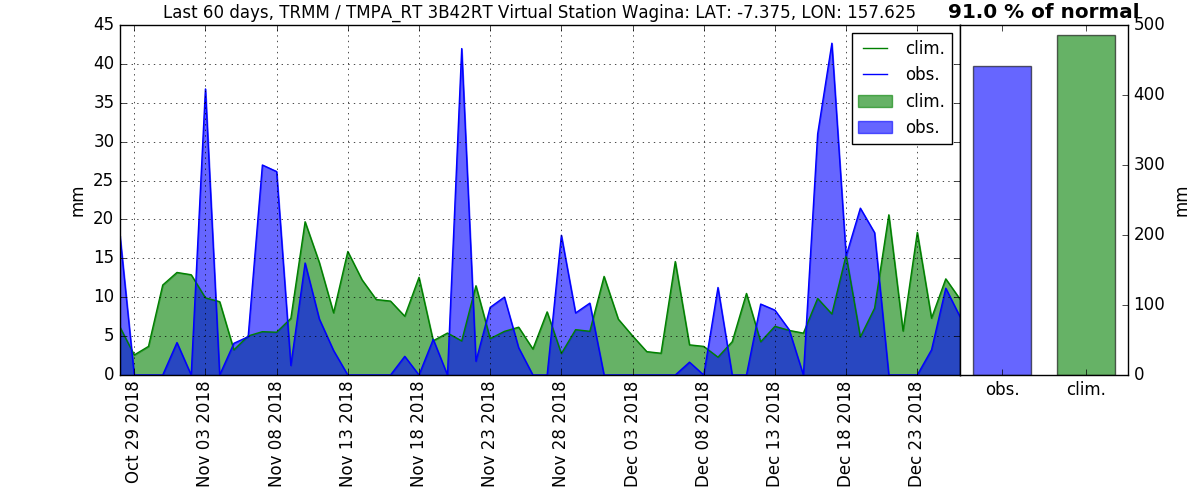 Last 60 days, TRMM / TMPA_RT 3B42RT Virtual Station Wagina: LAT: -7.375, LON: 157.625
91.0 % of normal
45
40
35
30
25
20
15
10
5
0
mm
clim.
obs.
clim.
obs.
500
400
300
200
100
0
mm
Oct 29 2018
Nov 03 2018
Nov 08 2018
Nov 13 2018
Nov 18 2018
Nov 23 2018
Nov 28 2018
Dec 03 2018
Dec 08 2018
Dec 13 2018
Dec 18 2018
Dec 23 2018
obs.
clim.